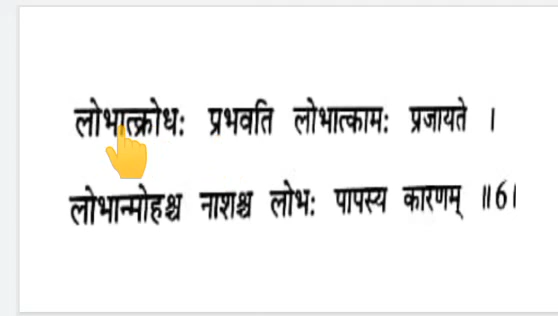 लोभात्क्रोधः प्रभवति लोभात्कामः प्रजायते ।
लोभान्मोहश्च नाशश्च लोभः पापस्य कारणम् ॥6।